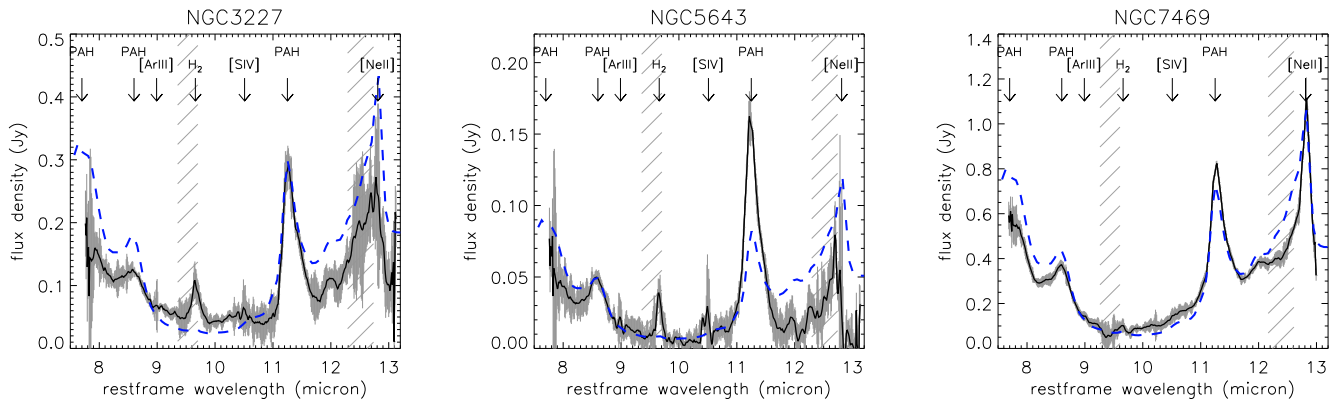 NGC3227
0.5
0.4
0.3
0.2
0.1
0.0
flux density (Jy)
PAH PAH PAH
[ArIII] H2 [SIV] [NeII]
8 9 10 11 12 13
restframe wavelength (micron)
NGC5643
0.20
0.15
0.10
0.05
0.00
flux density (Jy)
PAH PAH PAH
[ArIII] H2 [SIV] [NeII]
8 9 10 11 12 13
restframe wavelength (micron)
NGC7469
1.4
1.2
1.0
0.8
0.6
0.4
0.2
0.0
flux density (Jy)
PAH PAH PAH
[ArIII] H2 [SIV] [NeII]
8 9 10 11 12 13
restframe wavelength (micron)